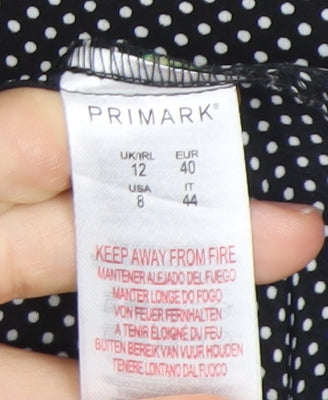 PRIMARK®
UK/IRL EUR
12 40
USA IT
8 44
KEEP AWAY FROM FIRE
MANTENER ALEJADO DEL FUEGO
MANTER LONGE DO FOGO
VON FEUER FERNHALTEN
A TENIR ÉLOIGNÉ DU FEU
BUITEN BEREIK VAN VUUR HOUDEN
TENERE LONTANO DAL FUOCO